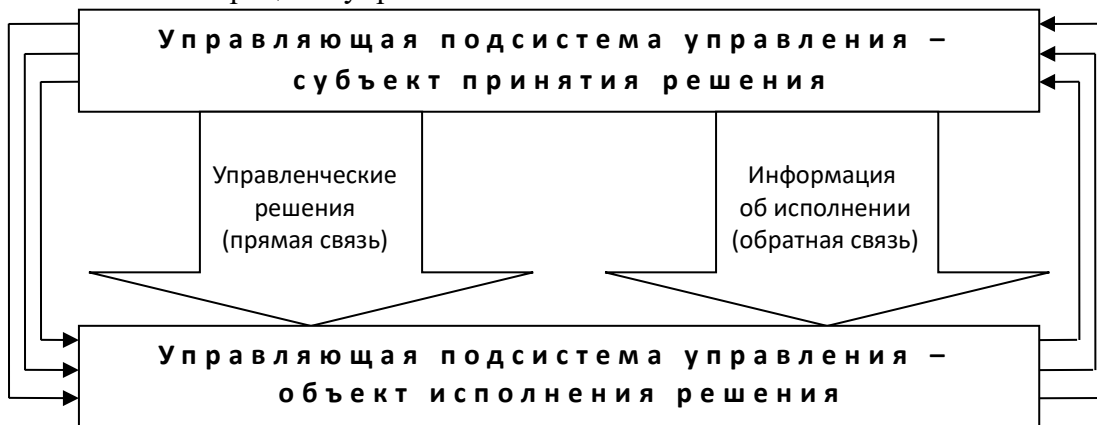 Управляющая подсистема управления –
субъект принятия решения
Управленческие
решения
(прямая связь)
Информация
об исполнении
(обратная связь)
Управляющая подсистема управления –
объект исполнения решения